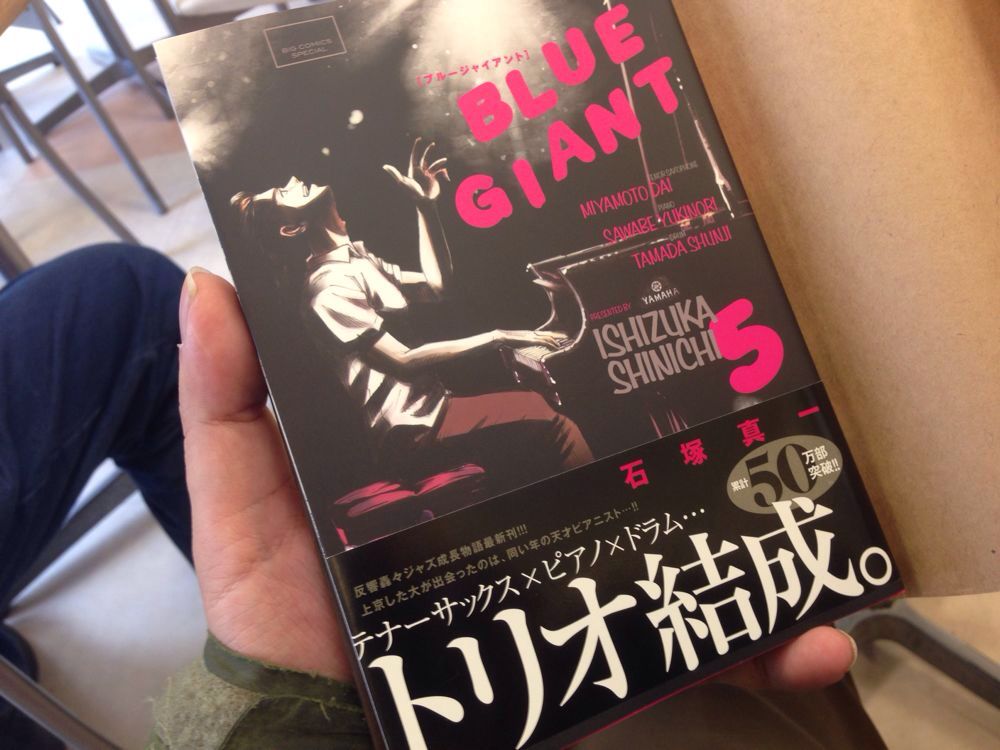 BIG COMICS
SPECIAL
[ブルージャイアント]
BLUE
GIANT
TENOR SAXOPHONE
MIYAMOTO DAI
PIANO
SAWABE YUKINORI
DRUM
TAMADA SHUNJI
PRESENTED BY
YAMAHA
ISHIZUKA
SHINICHI
5
石塚真一
累計50万部突破!!
反響轟々ジャズ成長物語最新刊!!!
上京した大が出会ったのは、同い年の天才ピアニスト…!!
テナーサックス×ピアノ×ドラム…
トリオ結成。